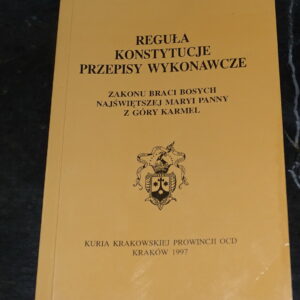 REGUŁA
KONSTYTUCJE
PRZEPISY WYKONAWCZE
ZAKONU BRACI BOSYCH
NAJŚWIĘTSZEJ MARYI PANNY
Z GÓRY KARMEL
KURIA KRAKOWSKIEJ PROWINCJI OCD
KRAKÓW 1997